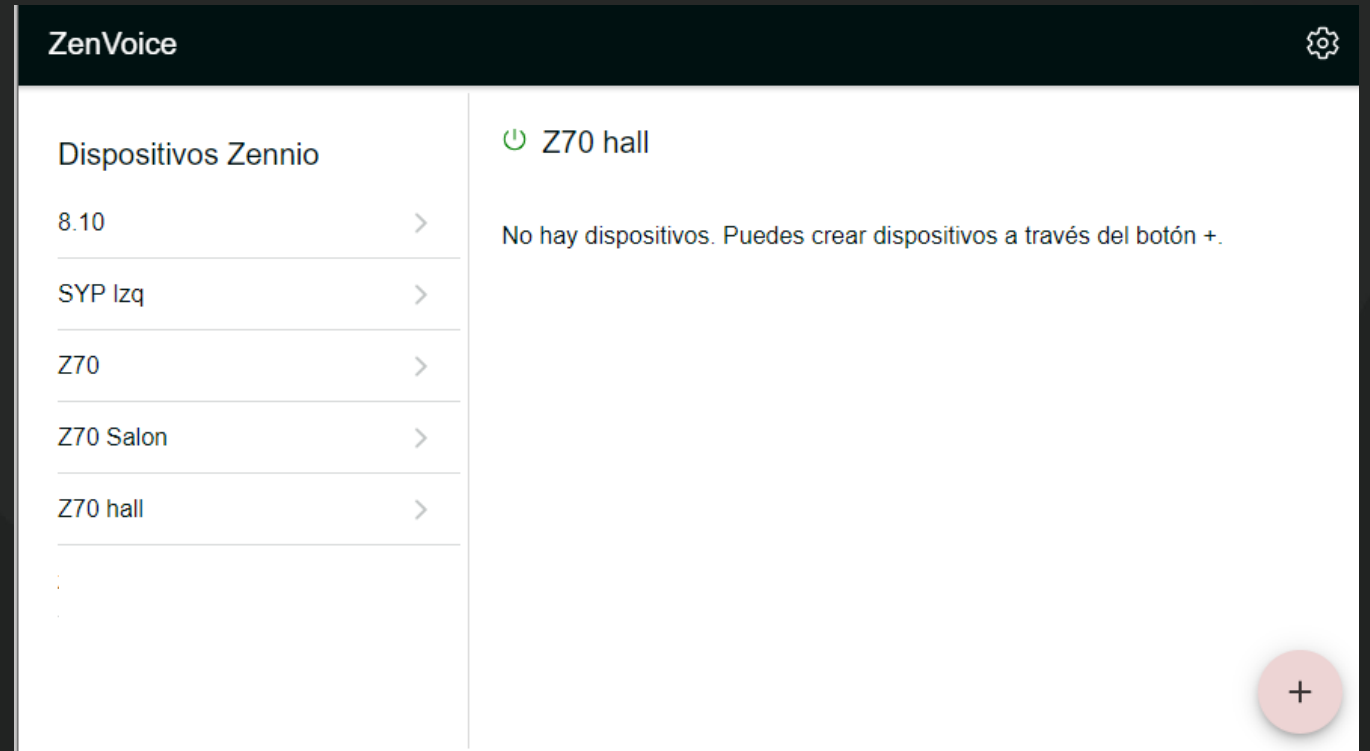 ZenVoice
Dispositivos Zennio
8.10
SYP Izq
Z70
Z70 Salon
Z70 hall
Z70 hall
No hay dispositivos. Puedes crear dispositivos a través del botón +.
+